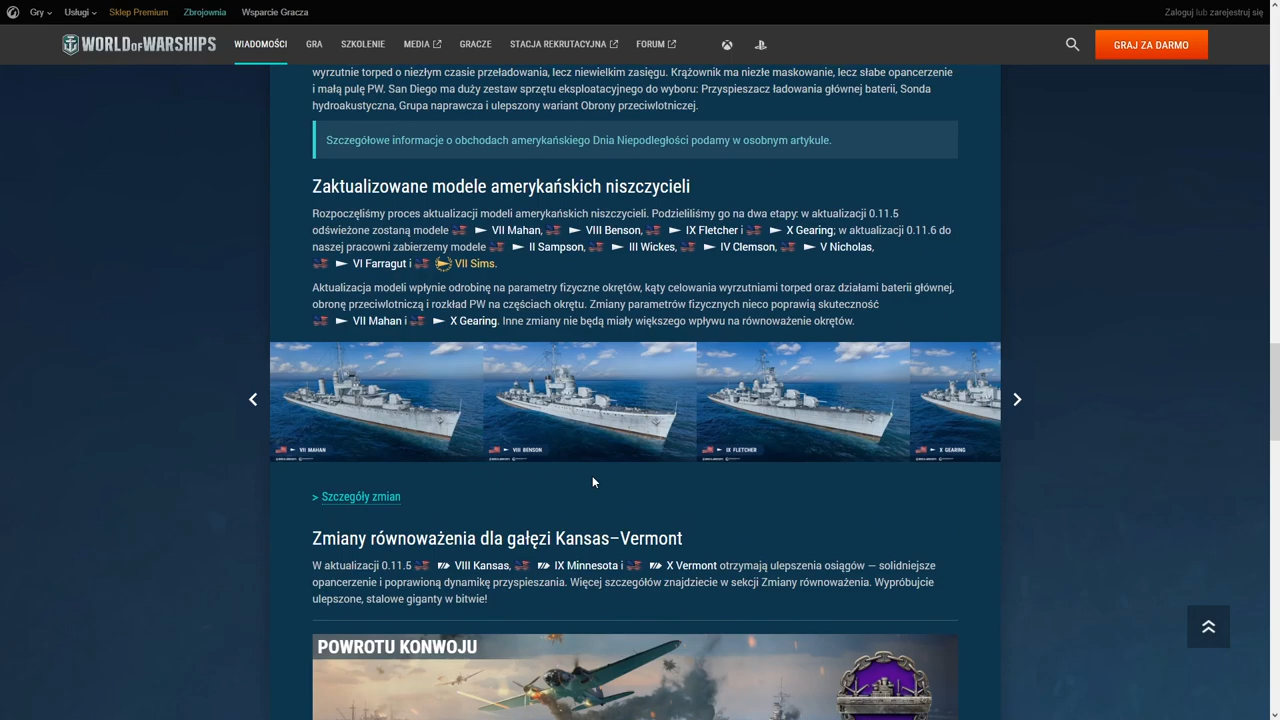 Gry Usługi Sklep Premium Zbrojownia Wsparcie Gracza Zaloguj lub zarejestruj się
WORLD OF WARSHIPS WIADOMOŚCI GRA SZKOLENIE MEDIA GRACZE STACJA REKRUTACYJNA FORUM GRAJ ZA DARMO
wyrzutnie torped o niezłym czasie przeładowania, lecz niewielkim zasięgu. Krążownik ma niezłe maskowanie, lecz słabe opancerzenie
i małą pulę PW. San Diego ma duży zestaw sprzętu eksploatacyjnego do wyboru: Przyspieszacz ładowania głównej baterii, Sonda
hydroakustyczna, Grupa naprawcza i ulepszony wariant Obrony przeciwlotniczej.
Szczegółowe informacje o obchodach amerykańskiego Dnia Niepodległości podamy w osobnym artykule.
Zaktualizowane modele amerykańskich niszczycieli
Rozpoczęliśmy proces aktualizacji modeli amerykańskich niszczycieli. Podzieliliśmy go na dwa etapy: w aktualizacji 0.11.5
odświeżone zostaną modele VII Mahan, VIII Benson, IX Fletcher i X Gearing; w aktualizacji 0.11.6 do
naszej pracowni zabierzemy modele II Sampson, III Wickes, IV Clemson, V Nicholas,
VI Farragut i VII Sims.
Aktualizacja modeli wpłynie odrobinę na parametry fizyczne okrętów, kąty celowania wyrzutniami torped oraz działami baterii głównej,
obronę przeciwlotniczą i rozkład PW na częściach okrętu. Zmiany parametrów fizycznych nieco poprawią skuteczność
VII Mahan i X Gearing. Inne zmiany nie będą miały większego wpływu na równoważenie okrętów.
VII MAHAN VIII BENSON IX FLETCHER X GEARING
> Szczegóły zmian
Zmiany równoważenia dla gałęzi Kansas–Vermont
W aktualizacji 0.11.5 VIII Kansas, IX Minnesota i X Vermont otrzymają ulepszenia osiągów — solidniejsze
opancerzenie i poprawioną dynamikę przyspieszania. Więcej szczegółów znajdziecie w sekcji Zmiany równoważenia. Wypróbujcie
ulepszone, stalowe giganty w bitwie!
POWROTU KONWOJU